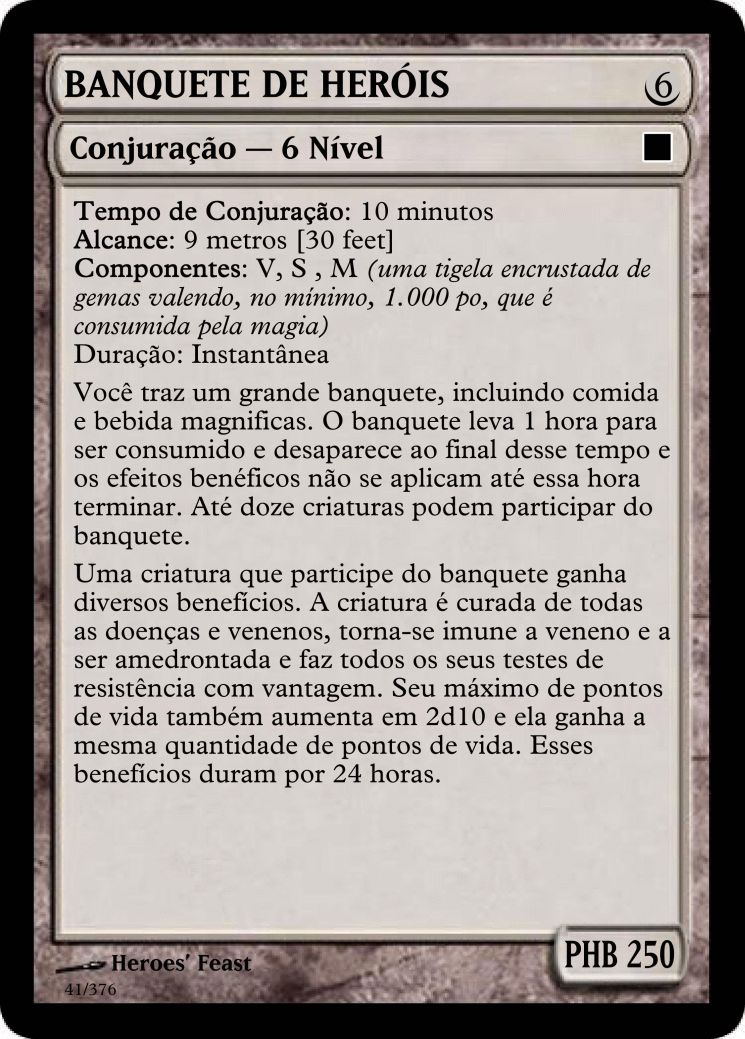 BANQUETE DE HERÓIS 6
Conjuração — 6 Nível
Tempo de Conjuração: 10 minutos
Alcance: 9 metros [30 feet]
Componentes: V, S , M (uma tigela encrustada de
gemas valendo, no mínimo, 1.000 po, que é
consumida pela magia)
Duração: Instantânea
Você traz um grande banquete, incluindo comida
e bebida magnificas. O banquete leva 1 hora para
ser consumido e desaparece ao final desse tempo e
os efeitos benéficos não se aplicam até essa hora
terminar. Até doze criaturas podem participar do
banquete.
Uma criatura que participe do banquete ganha
diversos benefícios. A criatura é curada de todas
as doenças e venenos, torna-se imune a veneno e a
ser amedrontada e faz todos os seus testes de
resistência com vantagem. Seu máximo de pontos
de vida também aumenta em 2d10 e ela ganha a
mesma quantidade de pontos de vida. Esses
benefícios duram por 24 horas.
PHB 250
Heroes' Feast
41/376